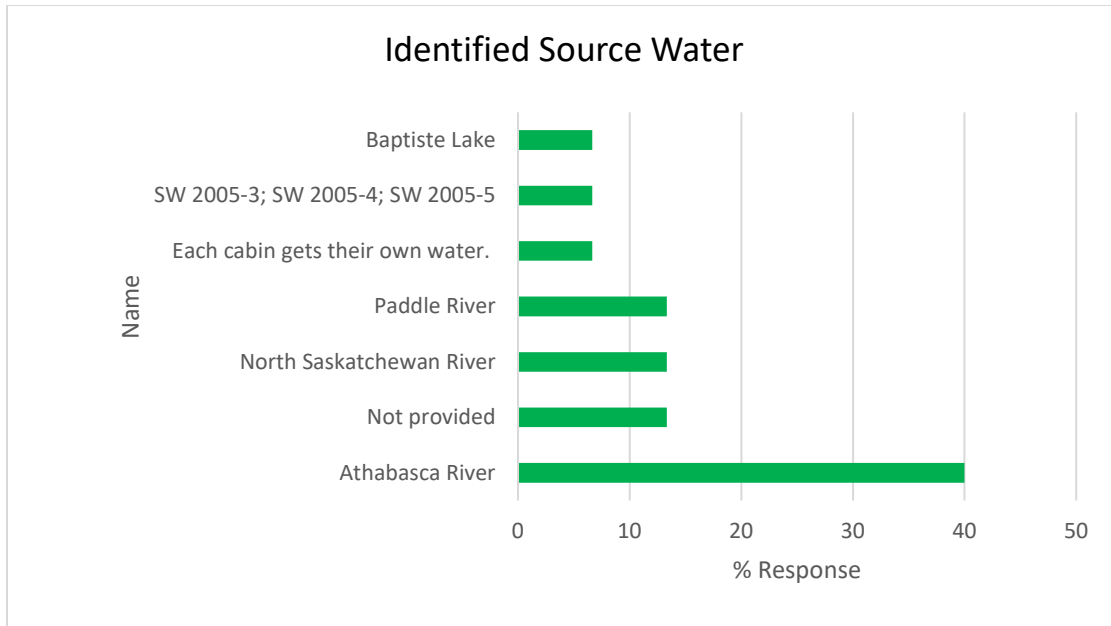 Identified Source Water
Baptiste Lake
SW 2005-3; SW 2005-4; SW 2005-5
Each cabin gets their own water.
Paddle River
North Saskatchewan River
Not provided
Athabasca River
Name
0 10 20 30 40 50
% Response